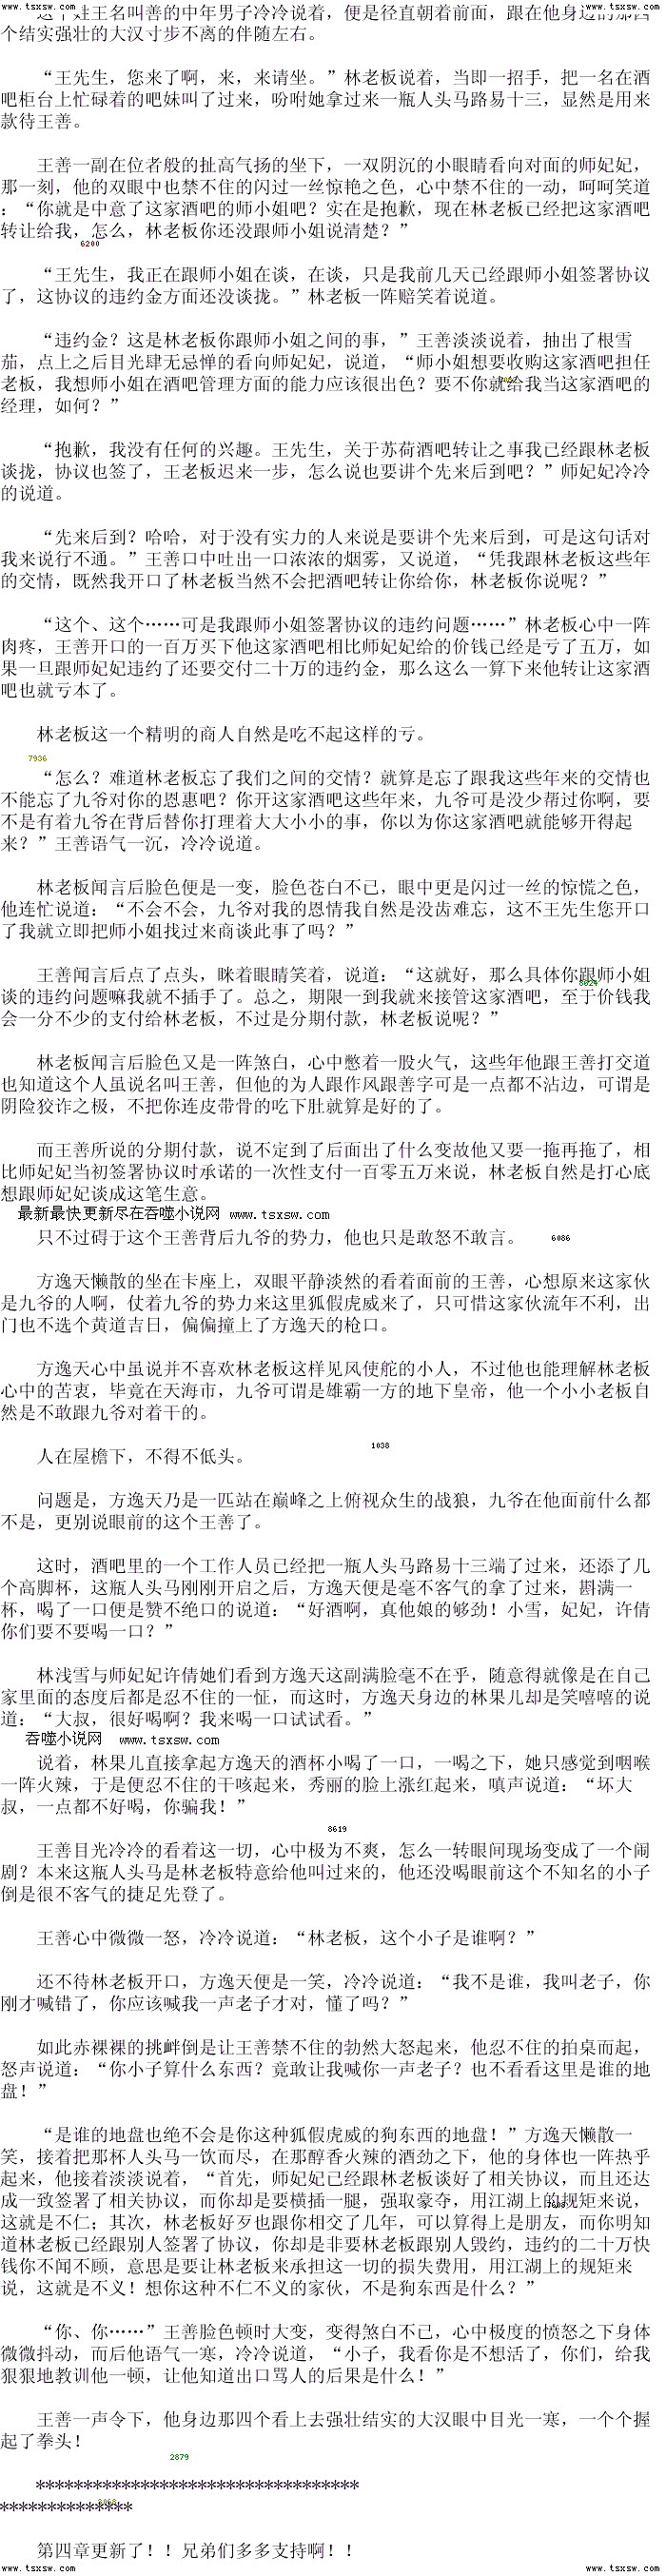 www.tsxsw.com www.tsxsw.com
这个姓王名叫善的中年男子冷冷说着，便是径直朝着前面，跟在他身边的那四
个结实强壮的大汉寸步不离的伴随左右。
“王先生，您来了啊，来，来请坐。”林老板说着，当即一招手，把一名在酒
吧柜台上忙碌着的吧妹叫了过来，吩咐她拿过来一瓶人头马路易十三，显然是用来
款待王善。
王善一副在位者般的扯高气扬的坐下，一双阴沉的小眼睛看向对面的师妃妃，
那一刻，他的双眼中也禁不住的闪过一丝惊艳之色，心中禁不住的一动，呵呵笑道
：“你就是中意了这家酒吧的师小姐吧？实在是抱歉，现在林老板已经把这家酒吧
转让给我，怎么，林老板你还没跟师小姐说清楚？”
6200
“王先生，我正在跟师小姐在谈，在谈，只是我前几天已经跟师小姐签署协议
了，这协议的违约金方面还没谈拢。”林老板一阵赔笑着说道。
“违约金？这是林老板你跟师小姐之间的事，”王善淡淡说着，抽出了根雪
茄，点上之后目光肆无忌惮的看向师妃妃，说道，“师小姐想要收购这家酒吧担任
老板，我想师小姐在酒吧管理方面的能力应该很出色？要不你就给我当这家酒吧的
经理，如何？”
“抱歉，我没有任何的兴趣。王先生，关于苏荷酒吧转让之事我已经跟林老板
谈拢，协议也签了，王老板迟来一步，怎么说也要讲个先来后到吧？”师妃妃冷冷
的说道。
“先来后到？哈哈，对于没有实力的人来说是要讲个先来后到，可是这句话对
我来说行不通。”王善口中吐出一口浓浓的烟雾，又说道，“凭我跟林老板这些年
的交情，既然我开口了林老板当然不会把酒吧转让你给你，林老板你说呢？”
“这个、这个……可是我跟师小姐签署协议的违约问题……”林老板心中一阵
肉疼，王善开口的一百万买下他这家酒吧相比师妃妃给的价钱已经是亏了五万，如
果一旦跟师妃妃违约了还要交付二十万的违约金，那么这么一算下来他转让这家酒
吧也就亏本了。
林老板这一个精明的商人自然是吃不起这样的亏。
7936
“怎么？难道林老板忘了我们之间的交情？就算是忘了跟我这些年来的交情也
不能忘了九爷对你的恩惠吧？你开这家酒吧这些年来，九爷可是没少帮过你啊，要
不是有着九爷在背后替你打理着大大小小的事，你以为你这家酒吧就能够开得起
来？”王善语气一沉，冷冷说道。
林老板闻言后脸色便是一变，脸色苍白不已，眼中更是闪过一丝的惊慌之色，
他连忙说道：“不会不会，九爷对我的恩情我自然是没齿难忘，这不王先生您开口
了我就立即把师小姐找过来商谈此事了吗？”
王善闻言后点了点头，眯着眼睛笑着，说道：“这就好，那么具体你跟师小姐
8024
谈的违约问题嘛我就不插手了。总之，期限一到我就来接管这家酒吧，至于价钱我
会一分不少的支付给林老板，不过是分期付款，林老板说呢？”
林老板闻言后脸色又是一阵煞白，心中憋着一股火气，这些年他跟王善打交道
也知道这个人虽说名叫王善，但他的为人跟作风跟善字可是一点都不沾边，可谓是
阴险狡诈之极，不把你连皮带骨的吃下肚就算是好的了。
而王善所说的分期付款，说不定到了后面出了什么变故他又要一拖再拖了，相
比师妃妃当初签署协议时承诺的一次性支付一百零五万来说，林老板自然是打心底
想跟师妃妃谈成这笔生意。
最新最快更新尽在吞噬小说网 www.tsxsw.com
只不过碍于这个王善背后九爷的势力，他也只是敢怒不敢言。 6086
方逸天懒散的坐在卡座上，双眼平静淡然的看着面前的王善，心想原来这家伙
是九爷的人啊，仗着九爷的势力来这里狐假虎威来了，只可惜这家伙流年不利，出
门也不选个黄道吉日，偏偏撞上了方逸天的枪口。
方逸天心中虽说并不喜欢林老板这样见风使舵的小人，不过他也能理解林老板
心中的苦衷，毕竟在天海市，九爷可谓是雄霸一方的地下皇帝，他一个小小老板自
然是不敢跟九爷对着干的。
1038
人在屋檐下，不得不低头。
问题是，方逸天乃是一匹站在巅峰之上俯视众生的战狼，九爷在他面前什么都
不是，更别说眼前的这个王善了。
这时，酒吧里的一个工作人员已经把一瓶人头马路易十三端了过来，还添了几
个高脚杯，这瓶人头马刚刚开启之后，方逸天便是毫不客气的拿了过来，斟满一
杯，喝了一口便是赞不绝口的说道：“好酒啊，真他娘的够劲！小雪，妃妃，许倩
你们要不要喝一口？”
林浅雪与师妃妃许倩她们看到方逸天这副满脸毫不在乎，随意得就像是在自己
家里面的态度后都是忍不住的一怔，而这时，方逸天身边的林果儿却是笑嘻嘻的说
道：“大叔，很好喝啊？我来喝一口试试看。”
吞噬小说网 www.tsxsw.com
说着，林果儿直接拿起方逸天的酒杯小喝了一口，一喝之下，她只感觉到咽喉
一阵火辣，于是便忍不住的干咳起来，秀丽的脸上涨红起来，嗔声说道：“坏大
叔，一点都不好喝，你骗我！”
8619
王善目光冷冷的看着这一切，心中极为不爽，怎么一转眼间现场变成了一个闹
剧？本来这瓶人头马是林老板特意给他叫过来的，他还没喝眼前这个不知名的小子
倒是很不客气的捷足先登了。
王善心中微微一怒，冷冷说道：“林老板，这个小子是谁啊？”
还不待林老板开口，方逸天便是一笑，冷冷说道：“我不是谁，我叫老子，你
刚才喊错了，你应该喊我一声老子才对，懂了吗？”
如此赤裸裸的挑衅倒是让王善禁不住的勃然大怒起来，他忍不住的拍桌而起，
怒声说道：“你小子算什么东西？竟敢让我喊你一声老子？也不看看这里是谁的地
盘！”
“是谁的地盘也绝不会是你这种狐假虎威的狗东西的地盘！”方逸天懒散一
笑，接着把那杯人头马一饮而尽，在那醇香火辣的酒劲之下，他的身体也一阵热乎
起来，他接着淡淡说着，“首先，师妃妃已经跟林老板谈好了相关协议，而且还达
成一致签署了相关协议，而你却是要横插一腿，强取豪夺，用江湖上的规矩来说，
这就是不仁；其次，林老板好歹也跟你相交了几年，可以算得上是朋友，而你明知
道林老板已经跟别人签署了协议，你却是非要林老板跟别人毁约，违约的二十万快
钱你不闻不顾，意思是要让林老板来承担这一切的损失费用，用江湖上的规矩来
说，这就是不义！想你这种不仁不义的家伙，不是狗东西是什么？”
“你、你……”王善脸色顿时大变，变得煞白不已，心中极度的愤怒之下身体
微微抖动，而后他语气一寒，冷冷说道，“小子，我看你是不想活了，你们，给我
狠狠地教训他一顿，让他知道出口骂人的后果是什么！”
王善一声令下，他身边那四个看上去强壮结实的大汉眼中目光一寒，一个个握
起了拳头！
2879
**********************************
**************
第四章更新了！！兄弟们多多支持啊！！
www.tsxsw.com www.tsxsw.com